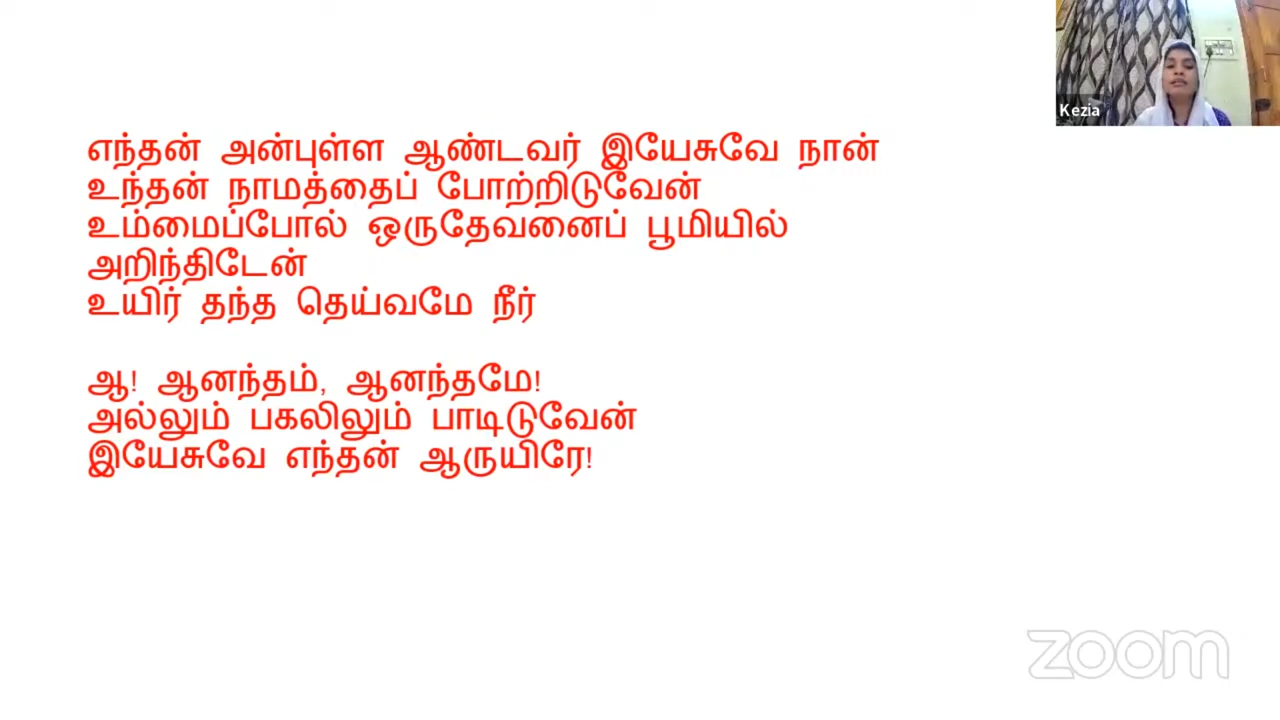 எந்தன் அன்புள்ள ஆண்டவர் இயேசுவே நான்
உந்தன் நாமத்தைப் போற்றிடுவேன்
உம்மைப்போல் ஒருதேவனைப் பூமியில்
அறிந்திடேன்
உயிர் தந்த தெய்வமே நீர்
ஆ! ஆனந்தம், ஆனந்தமே!
அல்லும் பகலிலும் பாடிடுவேன்
இயேசுவே எந்தன் ஆருயிரே!
Kezia
zoom